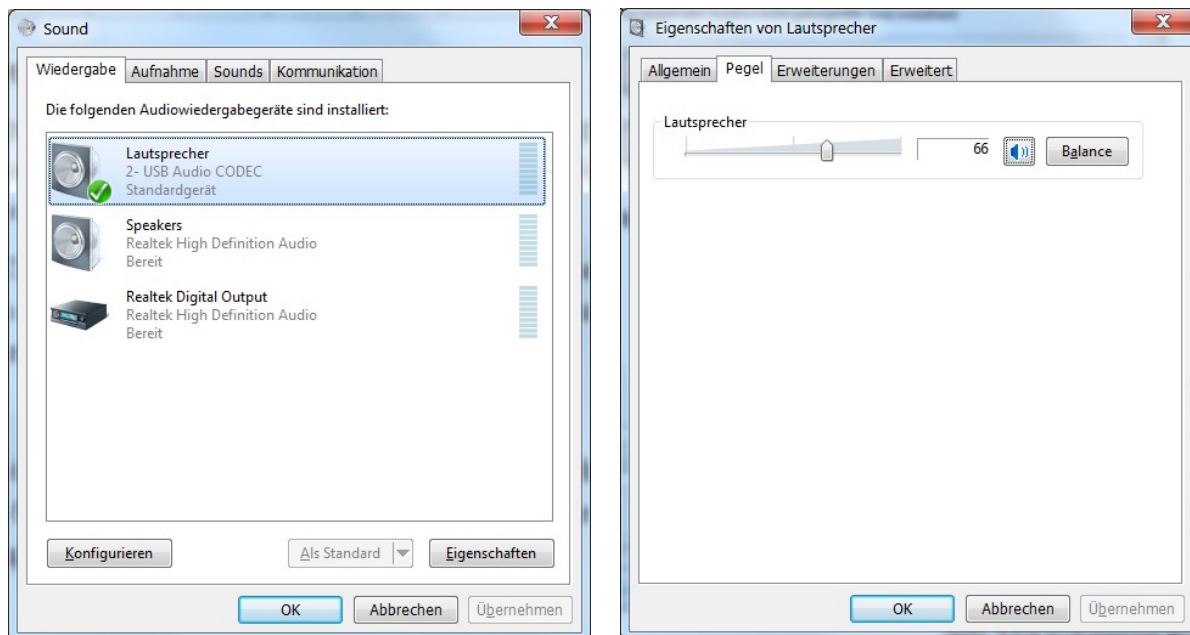 Sound
Wiedergabe Aufnahme Sounds Kommunikation
Die folgenden Audiowiedergabegeräte sind installiert:
Lautsprecher
2- USB Audio CODEC
Standardgerät
Speakers
Realtek High Definition Audio
Bereit
Realtek Digital Output
Realtek High Definition Audio
Bereit
Konfigurieren Als Standard Eigenschaften
OK Abbrechen Übernehmen
Eigenschaften von Lautsprecher
Allgemein Pegel Erweiterungen Erweitert
Lautsprecher
66 Balance
OK Abbrechen Übernehmen